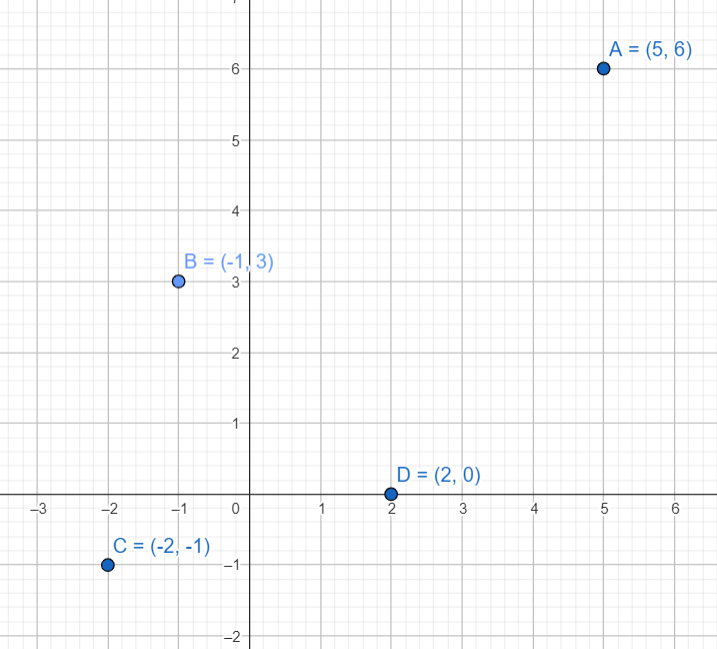 7
A = (5, 6)
6
5
4
B = (-1, 3)
3
2
1
D = (2, 0)
–3 –2 –1 0 1 2 3 4 5 6
C = (-2, -1)
–1
–2